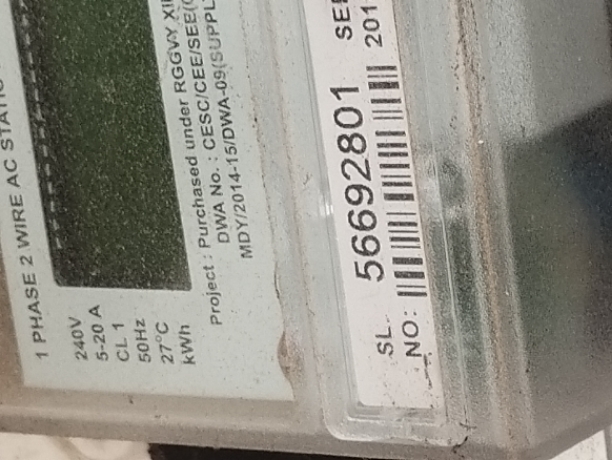 1 PHASE 2 WIRE AC STATIC
240V
5-20 A
CL 1
50Hz
27°C
kWh
Project : Purchased under RGGVY XI
DWA No. : CESC/CEE/SEE(
MDY/2014-15/DWA-09(SUPPL
56692801 SE
SL. NO: 201